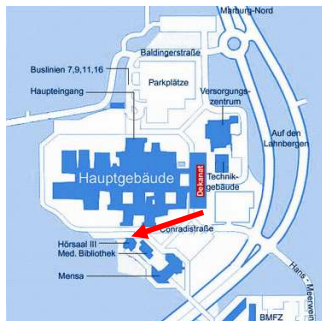 Marburg-Nord
Baldingerstraße
Buslinien 7,9,11,16
Parkplätze
Haupteingang
Versorgungs-
zentrum
Auf den
Lahnbergen
Hauptgebäude
Dekanat
Technik-
gebäude
Conradistraße
Hörsaal III
Med. Bibliothek
Mensa
Hans - Meerwein
BMFZ